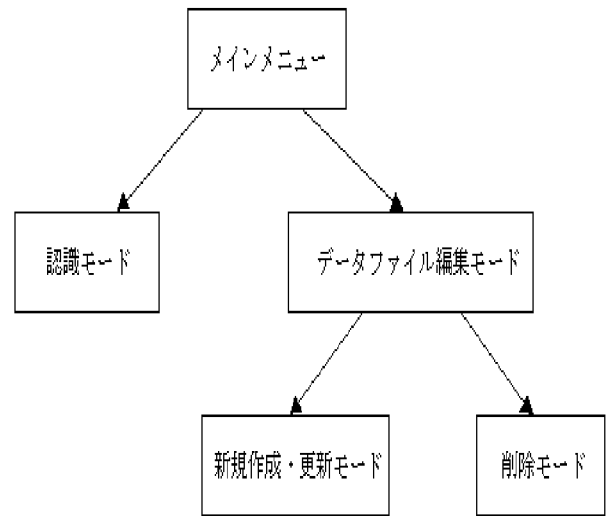 メインメニュー
認識モード
データファイル編集モード
新規作成・更新モード
削除モード